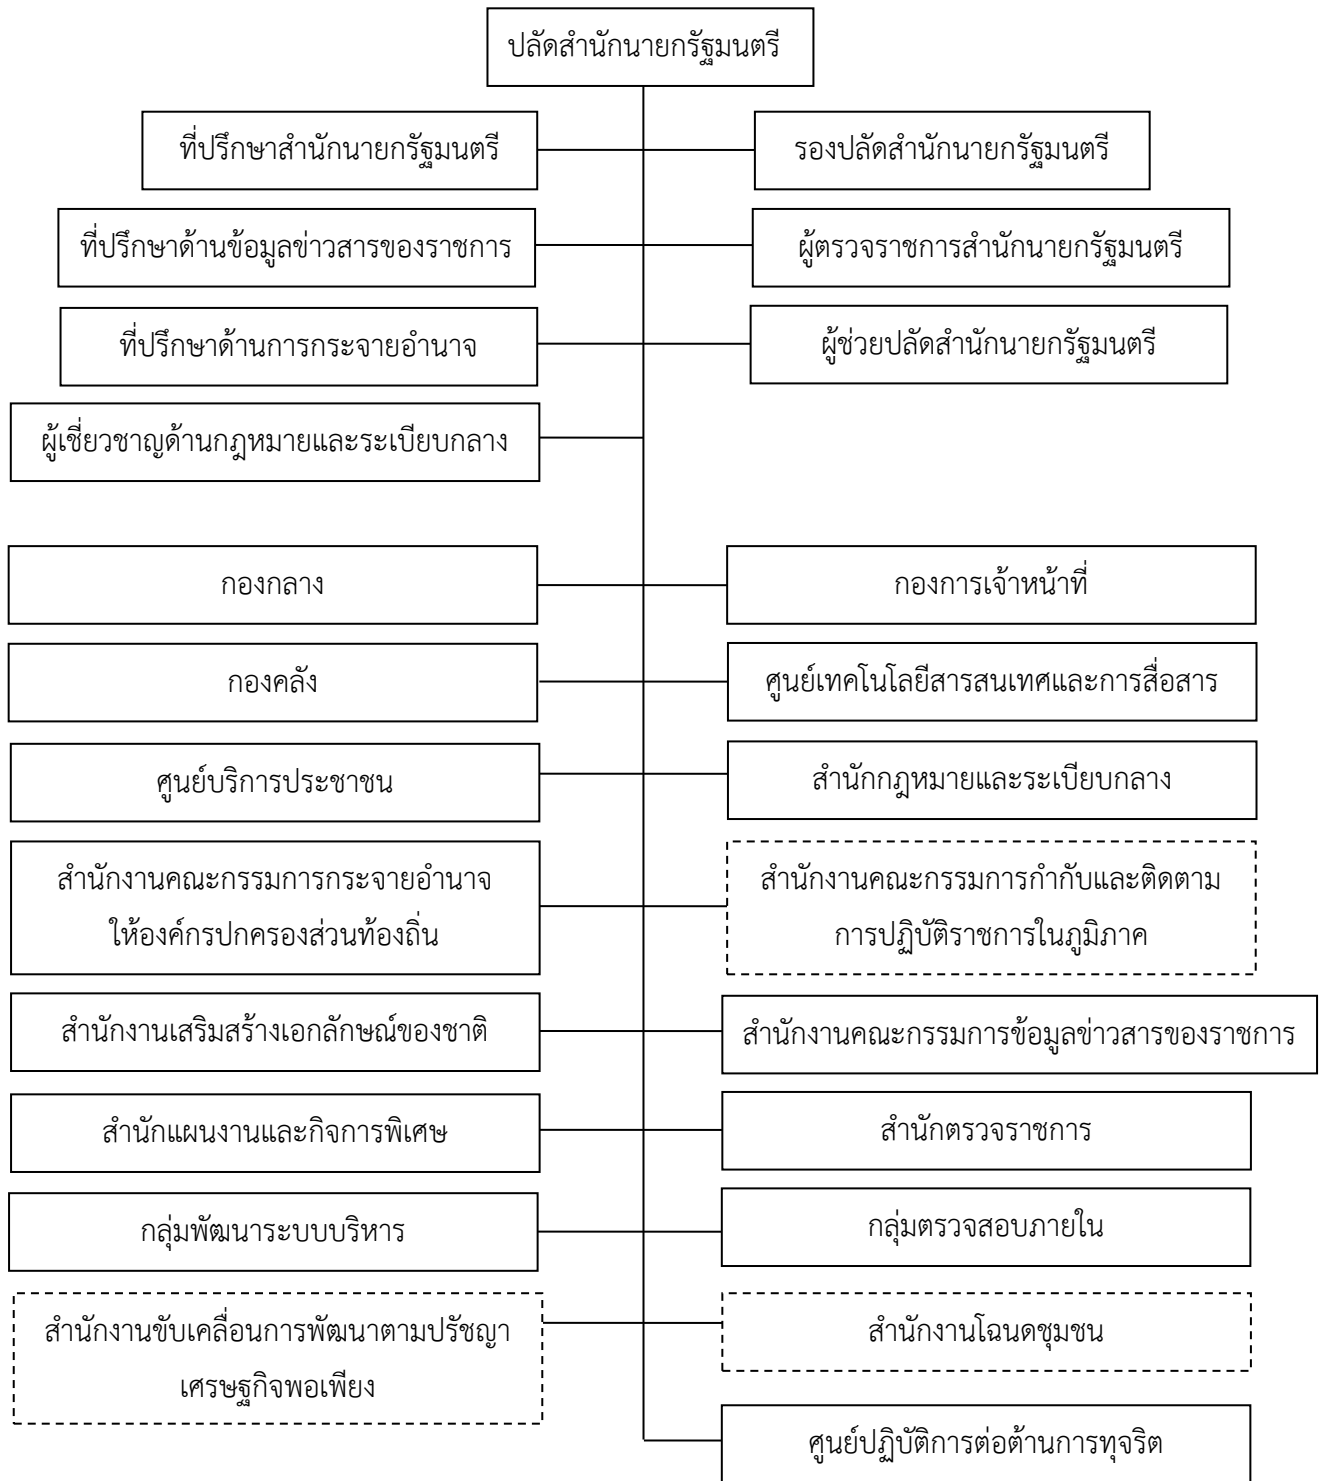 ปลัดสำนักนายกรัฐมนตรี
ที่ปรึกษาสำนักนายกรัฐมนตรี
รองปลัดสำนักนายกรัฐมนตรี
ที่ปรึกษาด้านข้อมูลข่าวสารของราชการ
ผู้ตรวจราชการสำนักนายกรัฐมนตรี
ที่ปรึกษาด้านการกระจายอำนาจ
ผู้ช่วยปลัดสำนักนายกรัฐมนตรี
ผู้เชี่ยวชาญด้านกฎหมายและระเบียบกลาง
กองกลาง
กองการเจ้าหน้าที่
กองคลัง
ศูนย์เทคโนโลยีสารสนเทศและการสื่อสาร
ศูนย์บริการประชาชน
สำนักกฎหมายและระเบียบกลาง
สำนักงานคณะกรรมการกระจายอำนาจ
ให้องค์กรปกครองส่วนท้องถิ่น
สำนักงานคณะกรรมการกำกับและติดตาม
การปฏิบัติราชการในภูมิภาค
สำนักงานเสริมสร้างเอกลักษณ์ของชาติ
สำนักงานคณะกรรมการข้อมูลข่าวสารของราชการ
สำนักแผนงานและกิจการพิเศษ
สำนักตรวจราชการ
กลุ่มพัฒนาระบบบริหาร
กลุ่มตรวจสอบภายใน
สำนักงานขับเคลื่อนการพัฒนาตามปรัชญา
เศรษฐกิจพอเพียง
สำนักงานโฉนดชุมชน
ศูนย์ปฏิบัติการต่อต้านการทุจริต